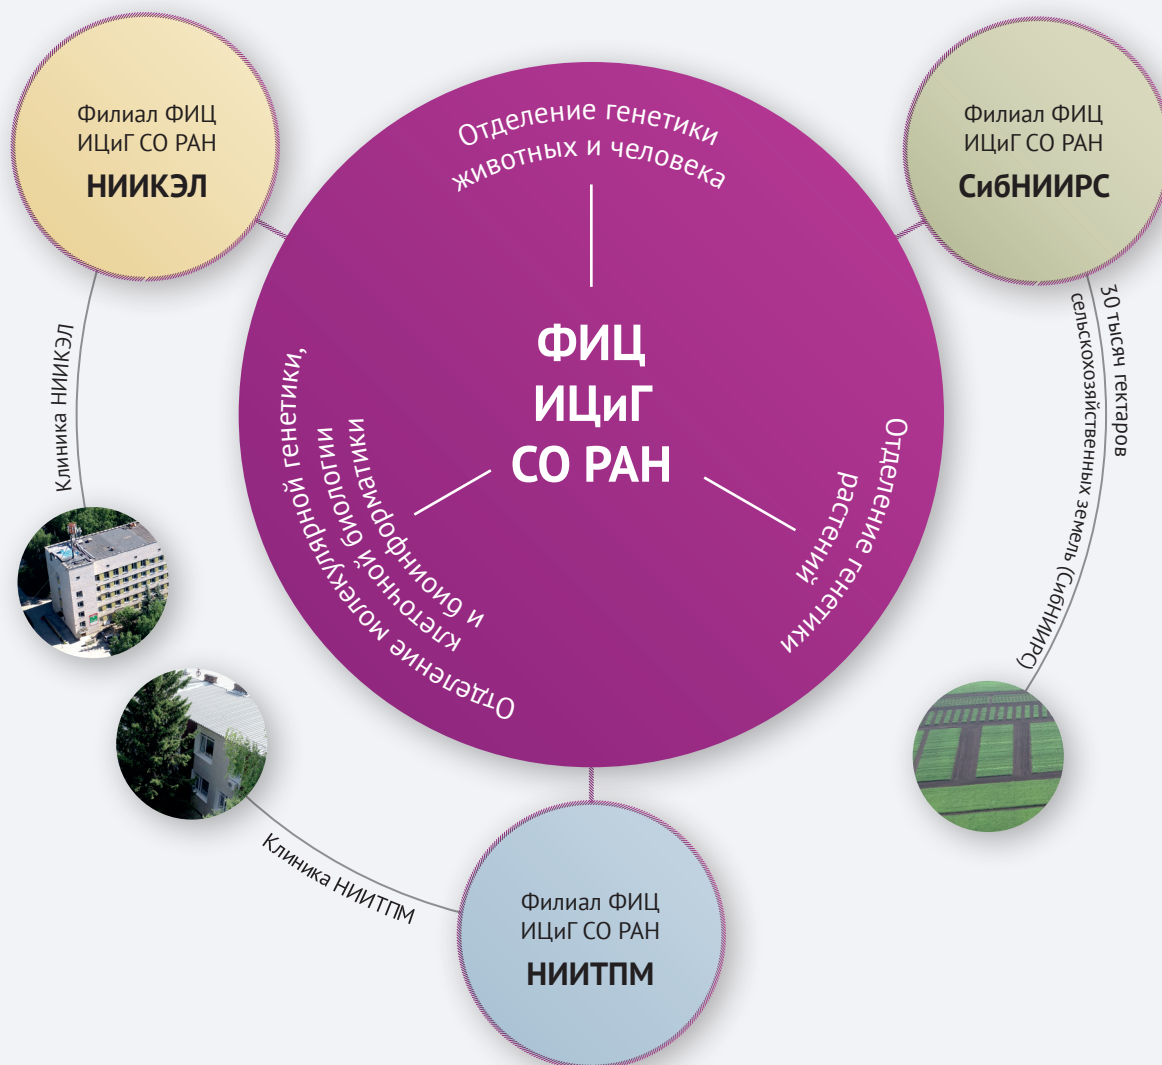 Филиал ФИЦ
ИЦиГ СО РАН
НИИКЭЛ
Отделение генетики
животных и человека
Филиал ФИЦ
ИЦиГ СО РАН
СибНИИРС
ФИЦ
ИЦиГ
СО РАН
Отделение молекулярной генетики,
клеточной биологии
и биоинформатики
Отделение генетики
растений
Клиника НИИКЭЛ
30 тысяч гектаров
сельскохозяйственных земель (СибНИИРС)
Клиника НИИТПМ
Филиал ФИЦ
ИЦиГ СО РАН
НИИТПМ